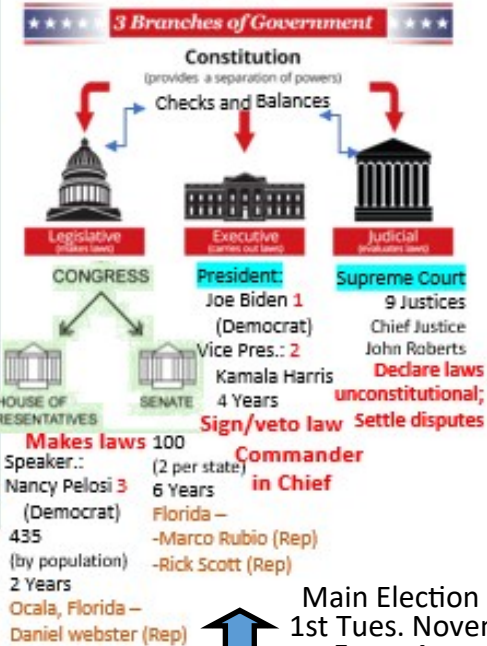 3 Branches of Government
Constitution
(provides a separation of powers)
Checks and Balances
Legislative
(makes laws)
Executive
(carries out laws)
Judicial
(evaluates laws)
CONGRESS
HOUSE OF
RESENTATIVES
SENATE
Makes laws
Speaker.:
Nancy Pelosi 3
(Democrat)
435
(by population)
2 Years
Ocala, Florida –
Daniel webster (Rep)
100
(2 per state)
6 Years
Florida –
-Marco Rubio (Rep)
-Rick Scott (Rep)
President:
Joe Biden 1
(Democrat)
Vice Pres.: 2
Kamala Harris
4 Years
Sign/veto law
Commander
in Chief
Supreme Court
9 Justices
Chief Justice
John Roberts
Declare laws
unconstitutional;
Settle disputes
Main Election
1st Tues. Nover